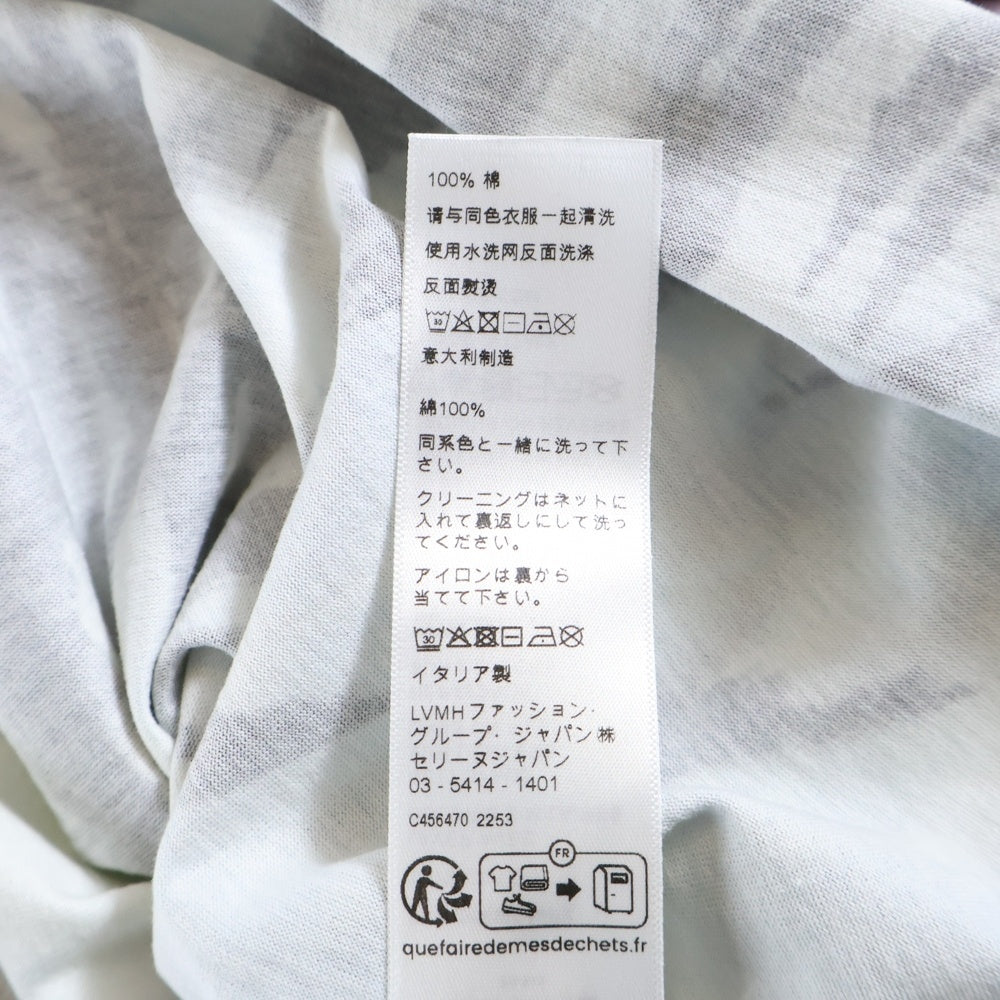 100% 棉
请与同色衣服一起清洗
使用水洗网反面洗涤
反面熨烫
30
意大利制造
綿100%
同系色と一緒に洗って下
さい。
クリーニングはネットに
入れて裏返しにして洗っ
てください。
アイロンは裏から
当てて下さい。
30
イタリア製
LVMHファッション・
グループ・ジャパン㈱
セリーヌジャパン
03 - 5414 - 1401
C456470 2253
FR
quefairedemesdechets.fr